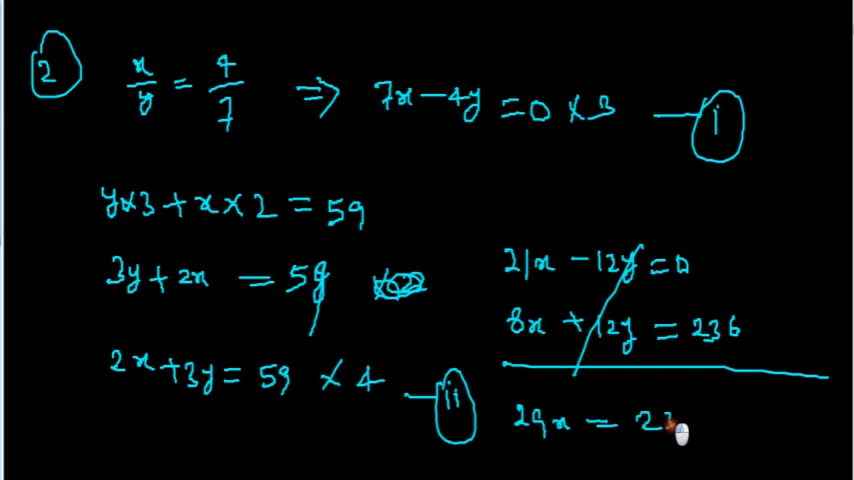 2
x/y = 4/7 ⇒ 7x - 4y = 0 × 3 — i
y×3 + x × 2 = 59
3y + 2x = 59
2x + 3y = 59 × 4 — ii
21x - 12y = 0
8x + 12y = 236
29x = 23